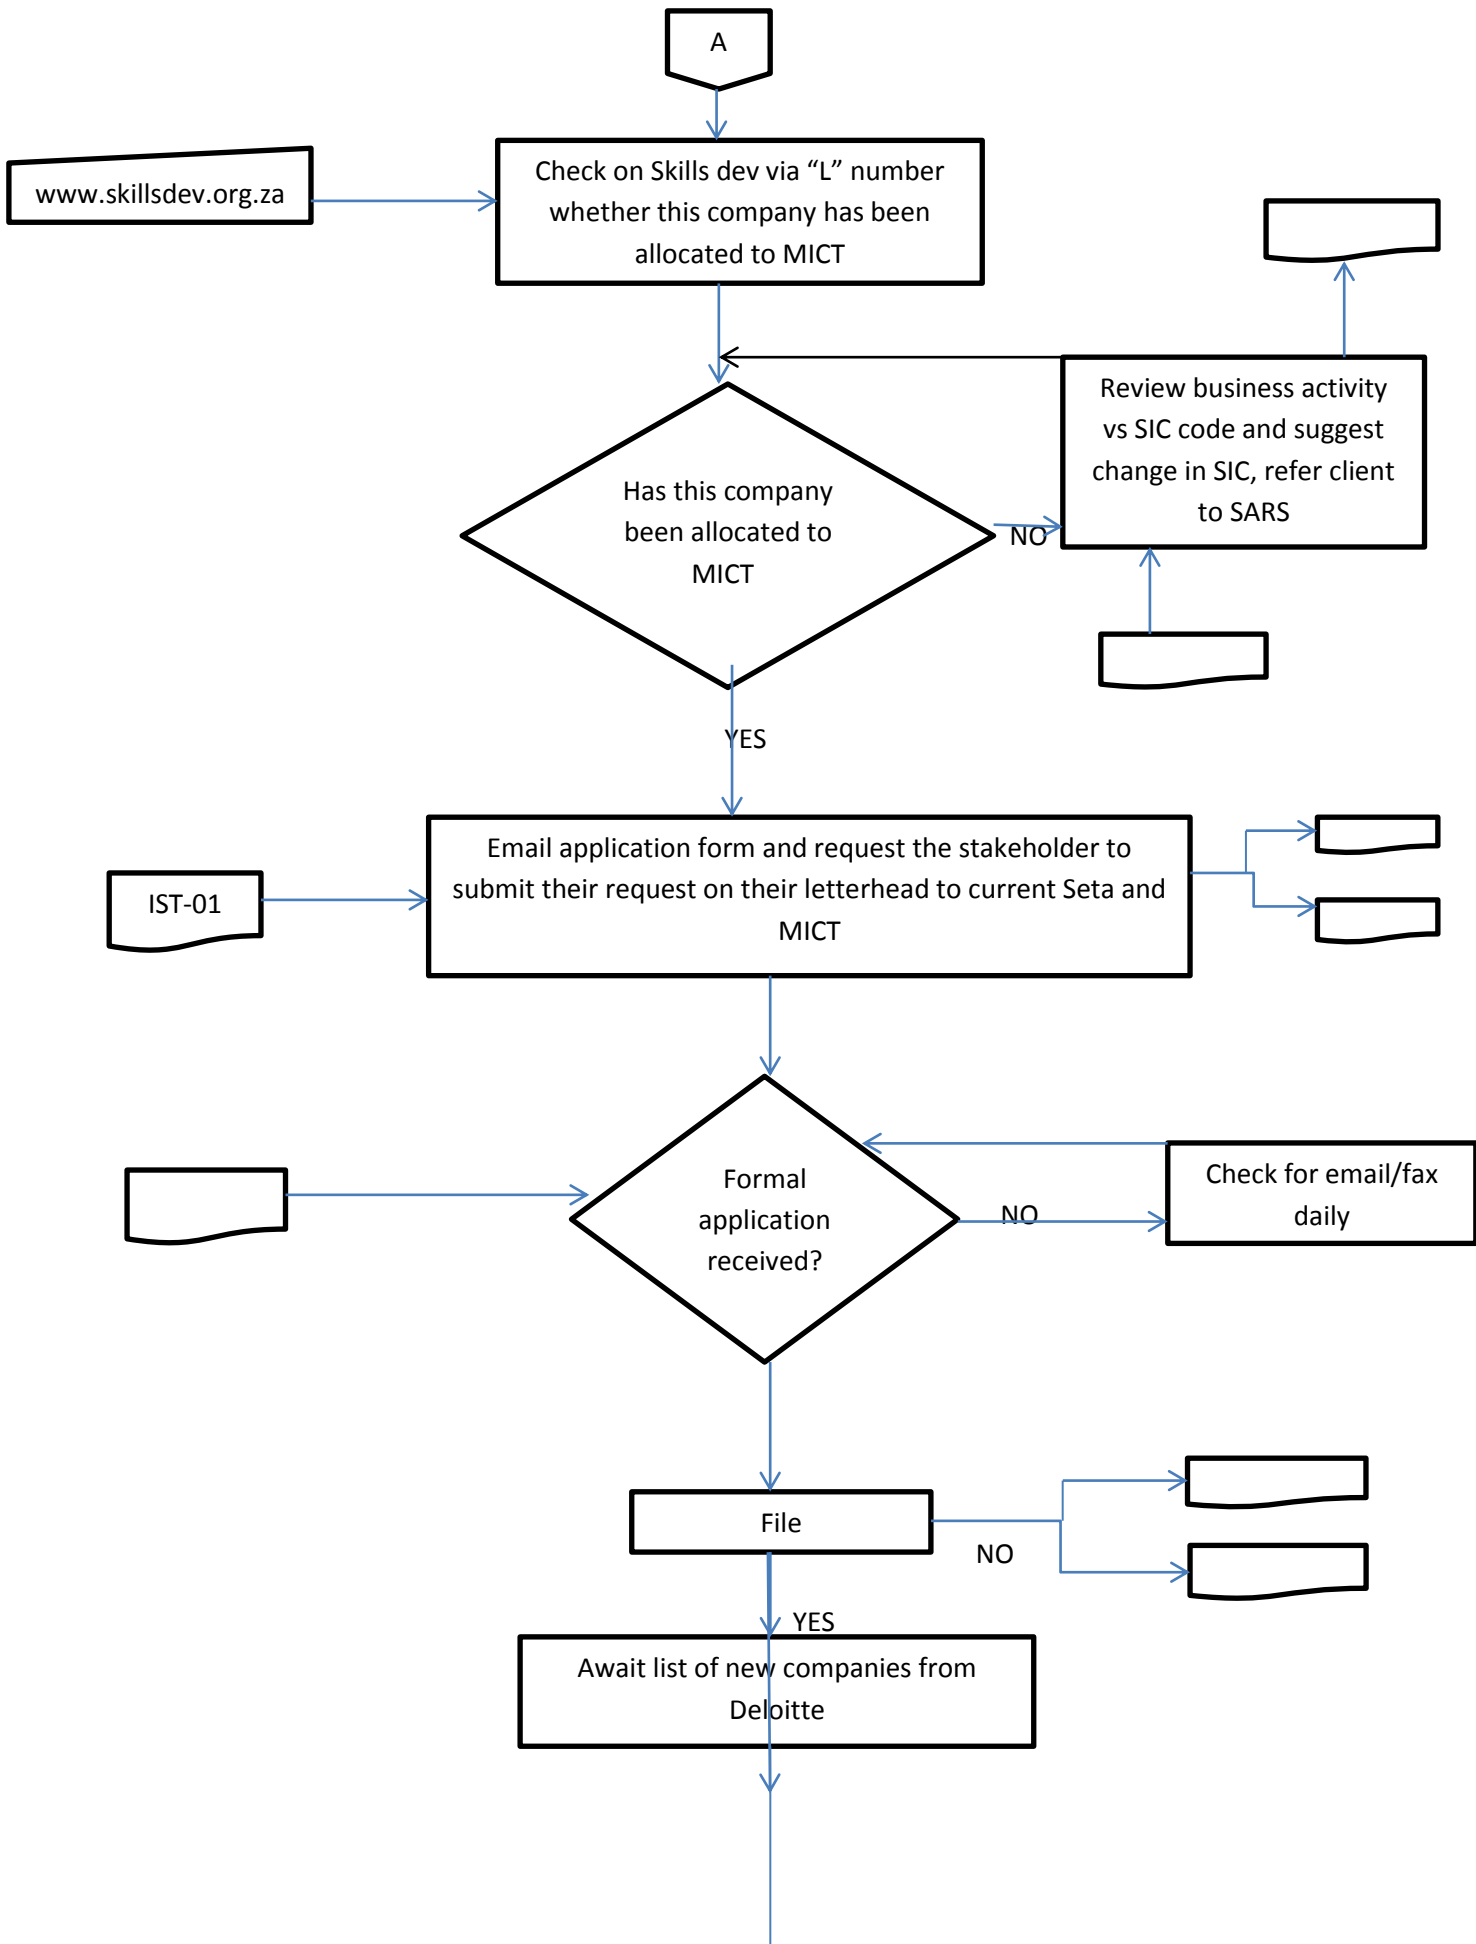 A
Check on Skills dev via “L” number
whether this company has been
allocated to MICT
www.skillsdev.org.za
Review business activity
vs SIC code and suggest
change in SIC, refer client
to SARS
Has this company
been allocated to
MICT
NO
YES
Email application form and request the stakeholder to
submit their request on their letterhead to current Seta and
MICT
IST-01
Formal
application
received?
NO
Check for email/fax
daily
File
NO
YES
Await list of new companies from
Deloitte